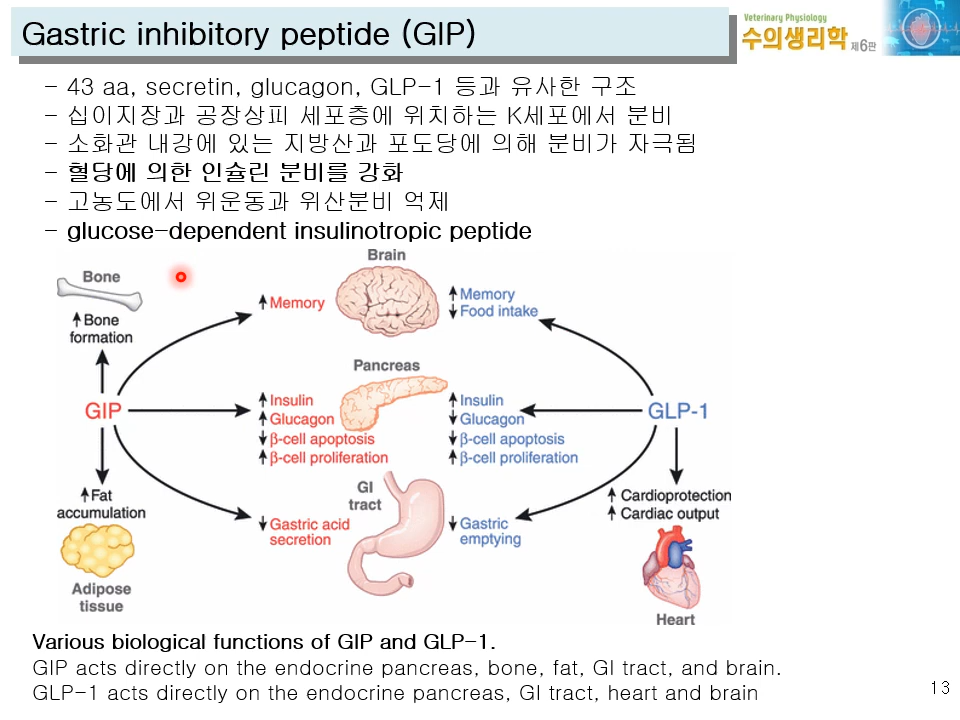 Gastric inhibitory peptide (GIP)
Veterinary Physiology
수의생리학 제6판
- 43 aa, secretin, glucagon, GLP-1 등과 유사한 구조
- 십이지장과 공장상피 세포층에 위치하는 K세포에서 분비
- 소화관 내강에 있는 지방산과 포도당에 의해 분비가 자극됨
- 혈당에 의한 인슐린 분비를 강화
- 고농도에서 위운동과 위산분비 억제
- glucose-dependent insulinotropic peptide
Bone
Bone
formation
Brain
Memory
Memory
Food intake
Pancreas
GIP
Insulin
Glucagon
β-cell apoptosis
β-cell proliferation
Insulin
Glucagon
β-cell apoptosis
β-cell proliferation
GLP-1
Fat
accumulation
Adipose
tissue
GI
tract
Gastric acid
secretion
Gastric
emptying
Cardioprotection
Cardiac output
Heart
Various biological functions of GIP and GLP-1.
GIP acts directly on the endocrine pancreas, bone, fat, GI tract, and brain.
GLP-1 acts directly on the endocrine pancreas, GI tract, heart and brain
13